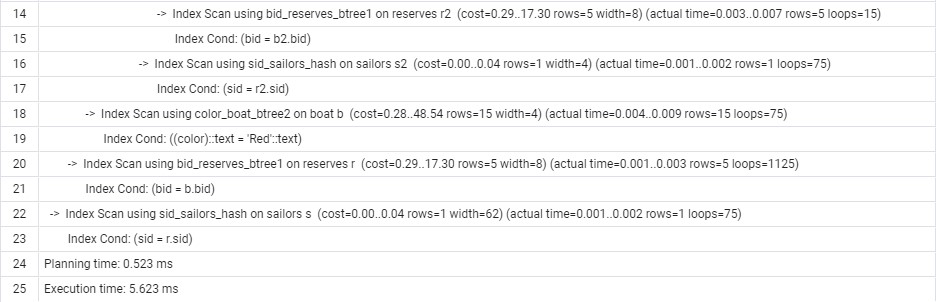 14 -> Index Scan using bid_reserves_btree1 on reserves r2 (cost=0.29..17.30 rows=5 width=8) (actual time=0.003..0.007 rows=5 loops=15)
15 Index Cond: (bid = b2.bid)
16 -> Index Scan using sid_sailors_hash on sailors s2 (cost=0.00..0.04 rows=1 width=4) (actual time=0.001..0.002 rows=1 loops=75)
17 Index Cond: (sid = r2.sid)
18 -> Index Scan using color_boat_btree2 on boat b (cost=0.28..48.54 rows=15 width=4) (actual time=0.004..0.009 rows=15 loops=75)
19 Index Cond: ((color)::text = 'Red'::text)
20 -> Index Scan using bid_reserves_btree1 on reserves r (cost=0.29..17.30 rows=5 width=8) (actual time=0.001..0.003 rows=5 loops=1125)
21 Index Cond: (bid = b.bid)
22 -> Index Scan using sid_sailors_hash on sailors s (cost=0.00..0.04 rows=1 width=62) (actual time=0.001..0.002 rows=1 loops=75)
23 Index Cond: (sid = r.sid)
24 Planning time: 0.523 ms
25 Execution time: 5.623 ms